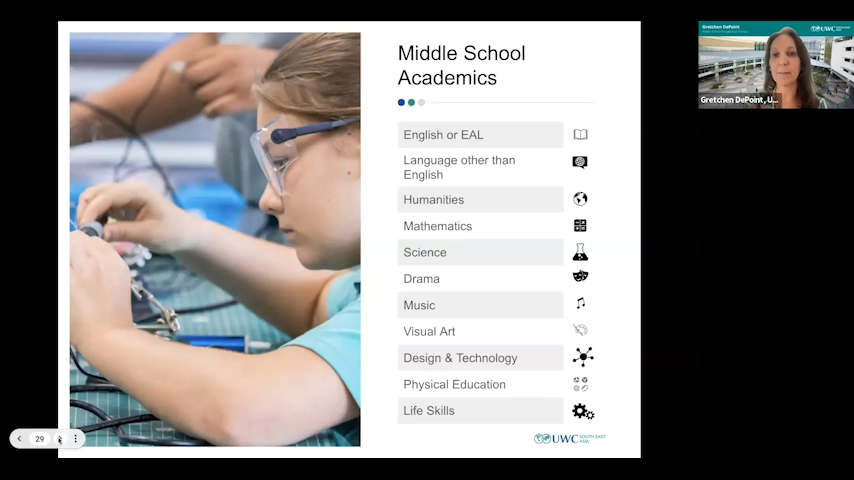 Middle School
Academics
English or EAL
Language other than
English
Humanities
Mathematics
Science
Drama
Music
Visual Art
Design & Technology
Physical Education
Life Skills
UWC SOUTH EAST
ASIA
29
Gretchen DePoint
UWC
Gretchen DePoint, U...